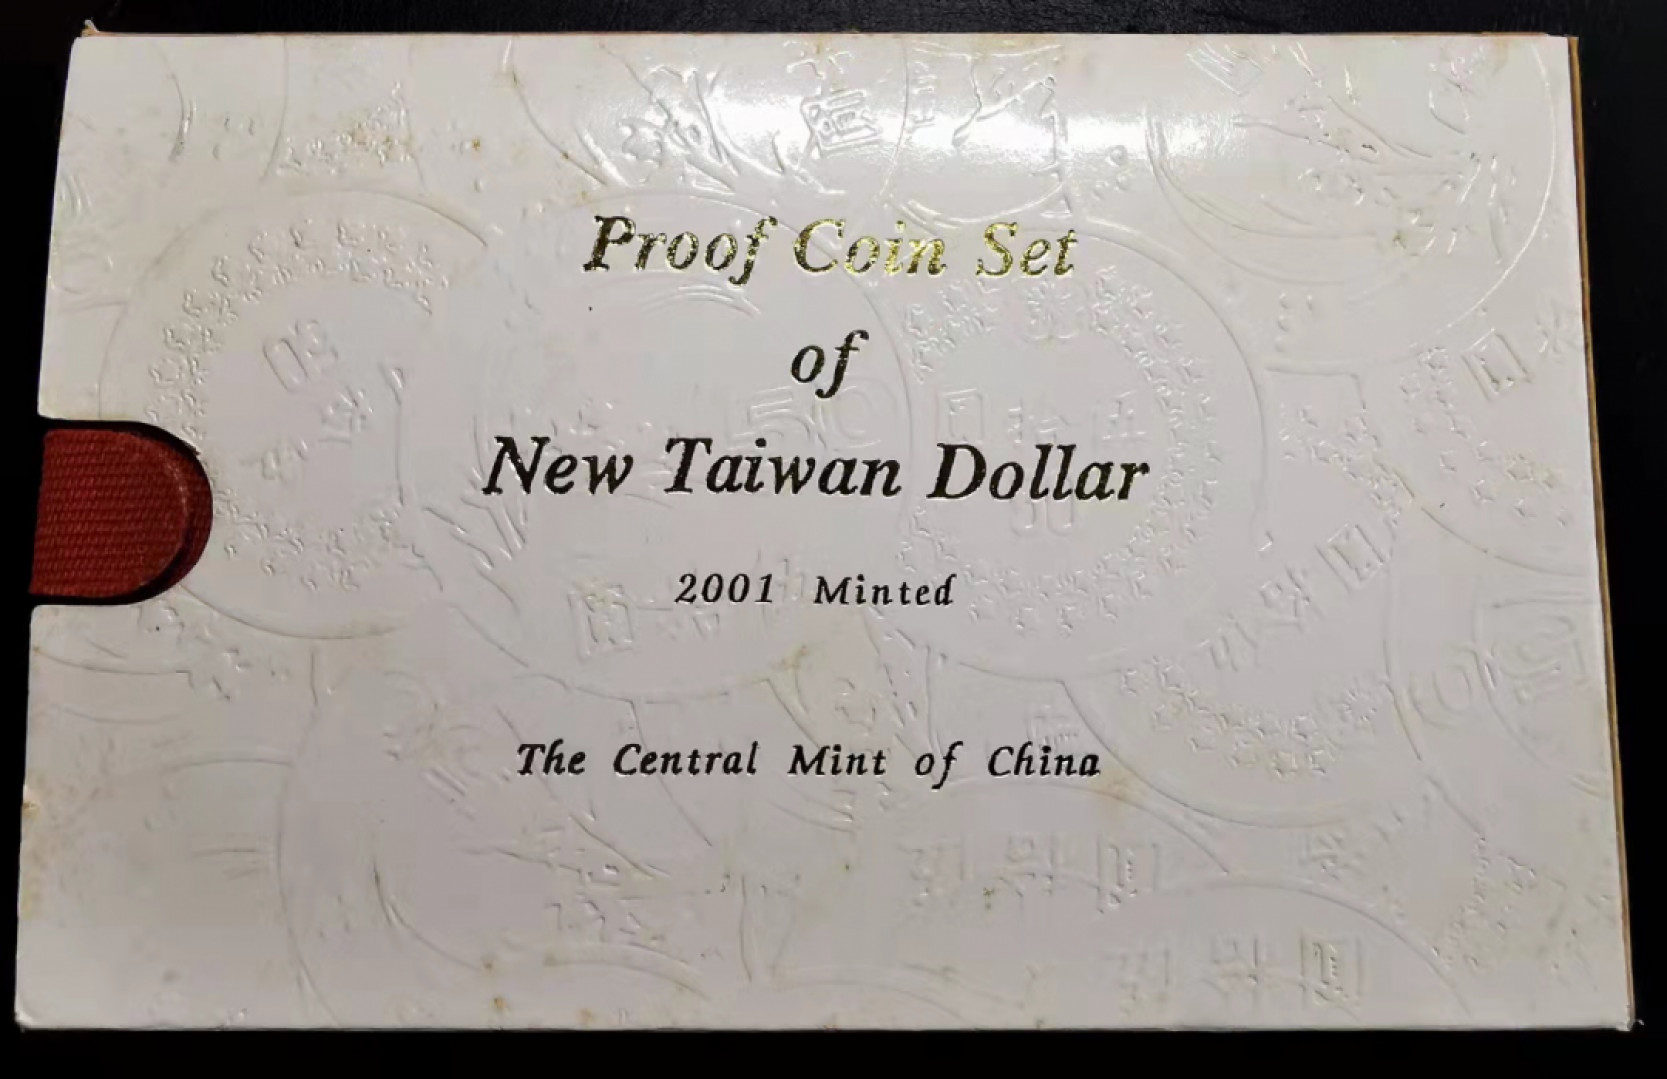 Proof Coin Set
of
New Taiwan Dollar
2001 Minted
The Central Mint of China